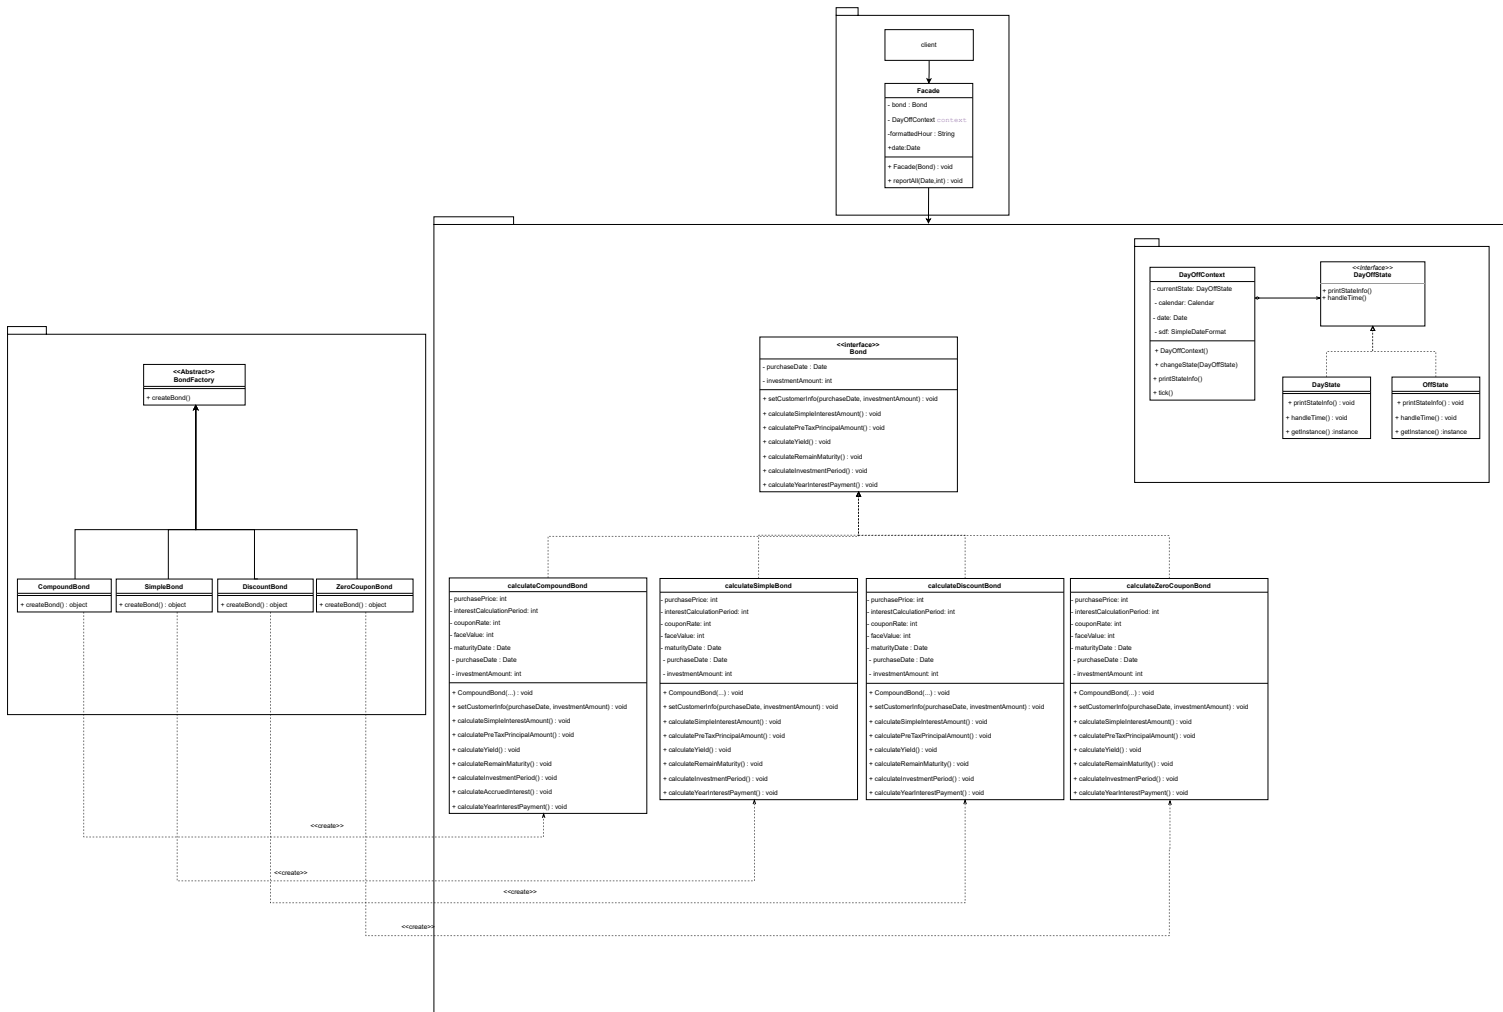 client
Facade
- bond : Bond
- DayOffContext context
-formattedHour : String
+date:Date
+ Facade(Bond) : void
+ reportAll(Date,int) : void
DayOffContext
- currentState: DayOffState
- calendar: Calendar
- date: Date
- sdf: SimpleDateFormat
+ DayOffContext()
+ changeState(DayOffState)
+ printStateInfo()
+ tick()
<<interface>>
DayOffState
+ printStateInfo()
+ handleTime()
DayState
+ printStateInfo() : void
+ handleTime() : void
+ getInstance() :instance
OffState
+ printStateInfo() : void
+ handleTime() : void
+ getInstance() :instance
<<interface>>
Bond
- purchaseDate : Date
- investmentAmount: int
+ setCustomerInfo(purchaseDate, investmentAmount) : void
+ calculateSimpleInterestAmount() : void
+ calculatePreTaxPrincipalAmount() : void
+ calculateYield() : void
+ calculateRemainMaturity() : void
+ calculateInvestmentPeriod() : void
+ calculateYearInterestPayment() : void
<<Abstract>>
BondFactory
+ createBond()
CompoundBond
+ createBond() : object
SimpleBond
+ createBond() : object
DiscountBond
+ createBond() : object
ZeroCouponBond
+ createBond() : object
calculateCompoundBond
- purchasePrice: int
- interestCalculationPeriod: int
- couponRate: int
- faceValue: int
- maturityDate : Date
- purchaseDate : Date
- investmentAmount: int
+ CompoundBond(...) : void
+ setCustomerInfo(purchaseDate, investmentAmount) : void
+ calculateSimpleInterestAmount() : void
+ calculatePreTaxPrincipalAmount() : void
+ calculateYield() : void
+ calculateRemainMaturity() : void
+ calculateInvestmentPeriod() : void
+ calculateAccruedInterest() : void
+ calculateYearInterestPayment() : void
calculateSimpleBond
- purchasePrice: int
- interestCalculationPeriod: int
- couponRate: int
- faceValue: int
- maturityDate : Date
- purchaseDate : Date
- investmentAmount: int
+ CompoundBond(...) : void
+ setCustomerInfo(purchaseDate, investmentAmount) : void
+ calculateSimpleInterestAmount() : void
+ calculatePreTaxPrincipalAmount() : void
+ calculateYield() : void
+ calculateRemainMaturity() : void
+ calculateInvestmentPeriod() : void
+ calculateYearInterestPayment() : void
calculateDiscountBond
- purchasePrice: int
- interestCalculationPeriod: int
- couponRate: int
- faceValue: int
- maturityDate : Date
- purchaseDate : Date
- investmentAmount: int
+ CompoundBond(...) : void
+ setCustomerInfo(purchaseDate, investmentAmount) : void
+ calculateSimpleInterestAmount() : void
+ calculatePreTaxPrincipalAmount() : void
+ calculateYield() : void
+ calculateRemainMaturity() : void
+ calculateInvestmentPeriod() : void
+ calculateYearInterestPayment() : void
calculateZeroCouponBond
- purchasePrice: int
- interestCalculationPeriod: int
- couponRate: int
- faceValue: int
- maturityDate : Date
- purchaseDate : Date
- investmentAmount: int
+ CompoundBond(...) : void
+ setCustomerInfo(purchaseDate, investmentAmount) : void
+ calculateSimpleInterestAmount() : void
+ calculatePreTaxPrincipalAmount() : void
+ calculateYield() : void
+ calculateRemainMaturity() : void
+ calculateInvestmentPeriod() : void
+ calculateYearInterestPayment() : void
<<create>>
<<create>>
<<create>>
<<create>>